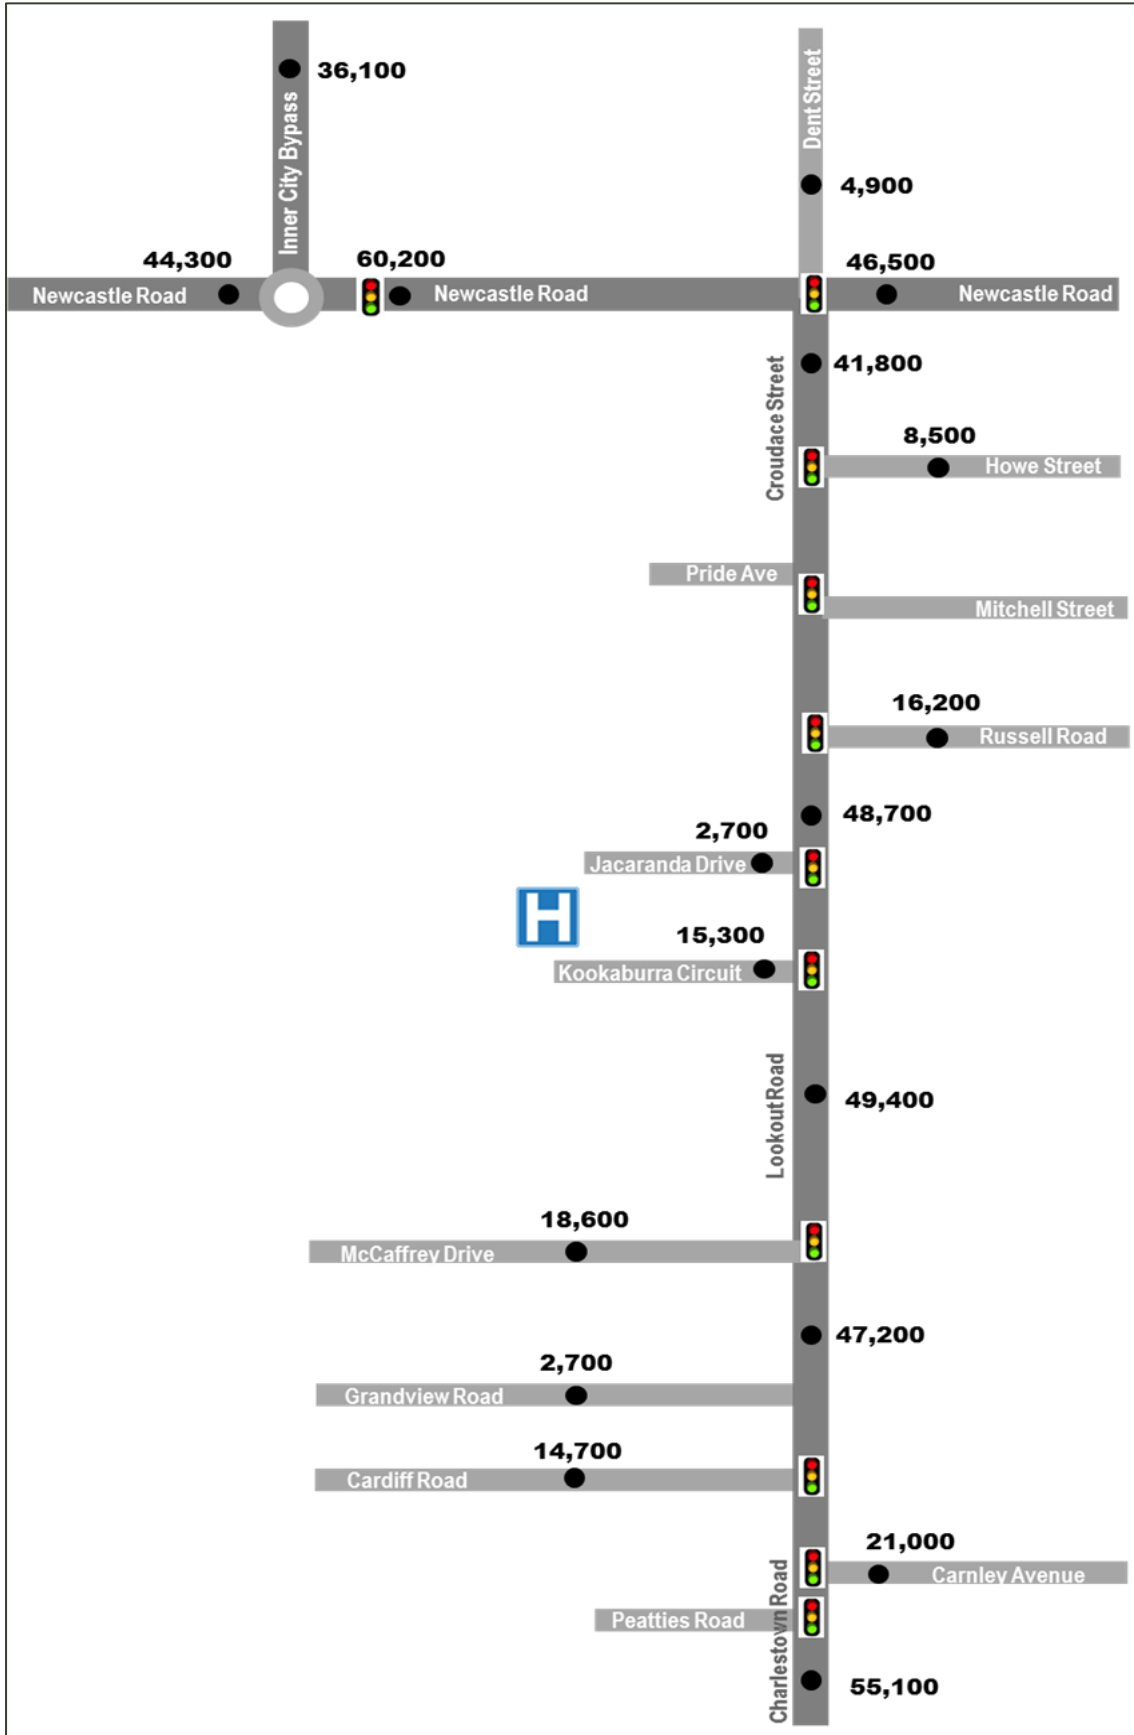 36,100
Inner City Bypass
Dent Street
4,900
44,300
60,200
46,500
Newcastle Road
Newcastle Road
Newcastle Road
41,800
Croudace Street
8,500
Howe Street
Pride Ave
Mitchell Street
16,200
Russell Road
48,700
2,700
Jacaranda Drive
H
15,300
Kookaburra Circuit
Lookout Road
49,400
18,600
McCaffrey Drive
47,200
2,700
Grandview Road
14,700
Cardiff Road
21,000
Carnley Avenue
Charlestown Road
Peatties Road
55,100